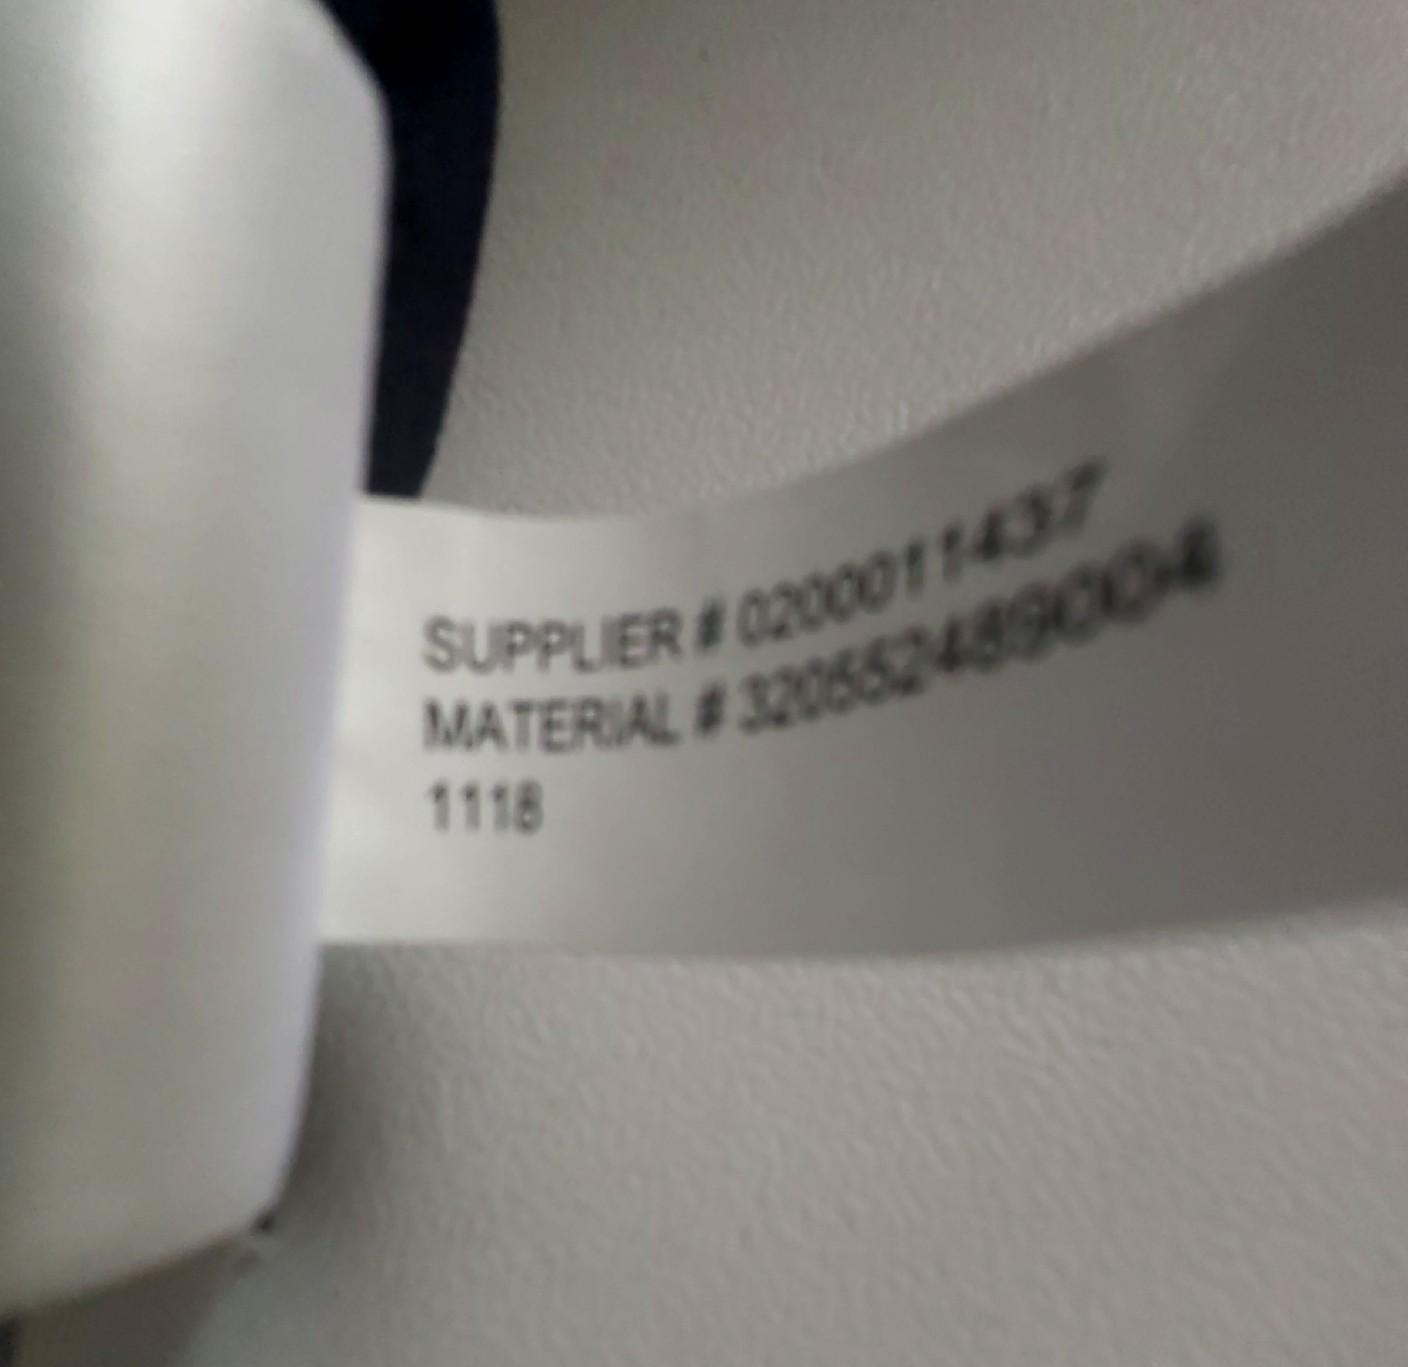 SUPPLIER # 0200011437
MATERIAL # 320552489004
1118